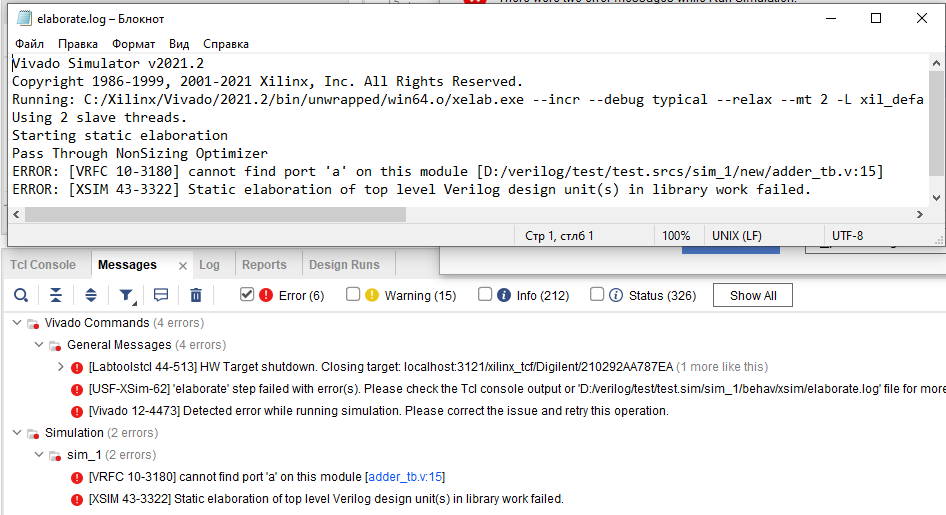 There were two error messages while Run Simulation.
elaborate.log – Блокнот
Файл Правка Формат Вид Справка
Vivado Simulator v2021.2
Copyright 1986-1999, 2001-2021 Xilinx, Inc. All Rights Reserved.
Running: C:/Xilinx/Vivado/2021.2/bin/unwrapped/win64.o/xelab.exe --incr --debug typical --relax --mt 2 -L xil_defa
Using 2 slave threads.
Starting static elaboration
Pass Through NonSizing Optimizer
ERROR: [VRFC 10-3180] cannot find port 'a' on this module [D:/verilog/test/test.srcs/sim_1/new/adder_tb.v:15]
ERROR: [XSIM 43-3322] Static elaboration of top level Verilog design unit(s) in library work failed.
Стр 1, стлб 1 100% UNIX (LF) UTF-8
Tcl Console Messages Log Reports Design Runs
Error (6) Warning (15) Info (212) Status (326) Show All
Vivado Commands (4 errors)
General Messages (4 errors)
[Labtoolstcl 44-513] HW Target shutdown. Closing target: localhost:3121/xilinx_tcf/Digilent/210292AA787EA (1 more like this)
[USF-XSim-62] 'elaborate' step failed with error(s). Please check the Tcl console output or 'D:/verilog/test/test.sim/sim_1/behav/xsim/elaborate.log' file for more
[Vivado 12-4473] Detected error while running simulation. Please correct the issue and retry this operation.
Simulation (2 errors)
sim_1 (2 errors)
[VRFC 10-3180] cannot find port 'a' on this module [adder_tb.v:15]
[XSIM 43-3322] Static elaboration of top level Verilog design unit(s) in library work failed.